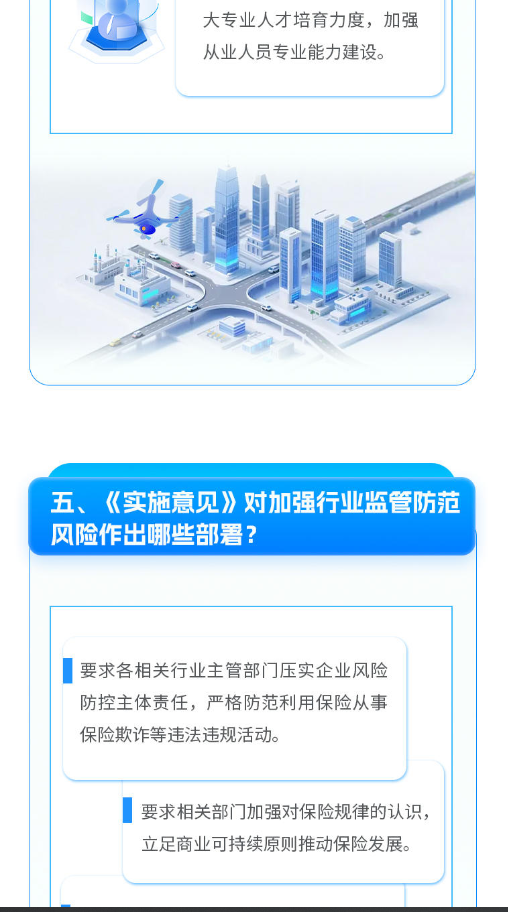 大专业人才培育力度，加强
从业人员专业能力建设。
五、《实施意见》对加强行业监管防范
风险作出哪些部署？
要求各相关行业主管部门压实企业风险
防控主体责任，严格防范利用保险从事
保险欺诈等违法违规活动。
要求相关部门加强对保险规律的认识，
立足商业可持续原则推动保险发展。